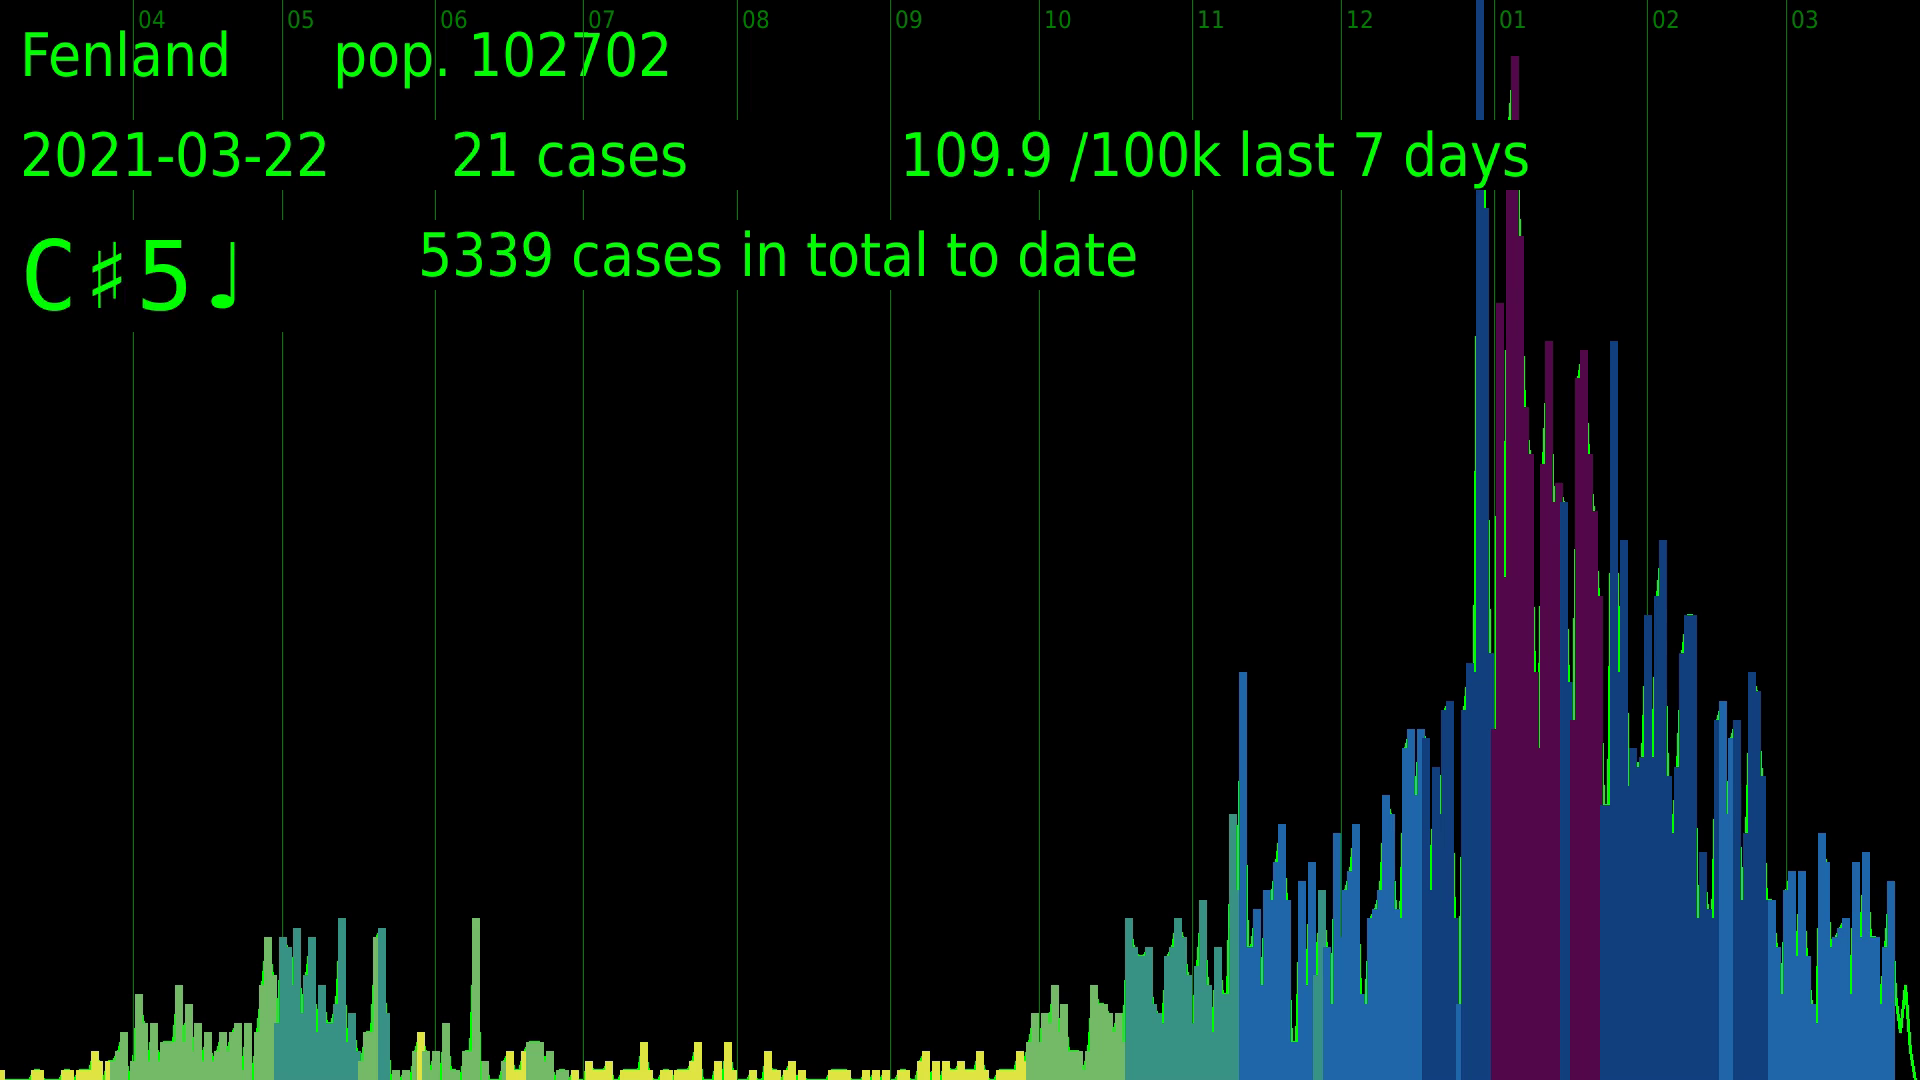 04 05 06 07 08 09 10 11 12 01 02 03
Fenland pop. 102702
2021-03-22 21 cases 109.9 /100k last 7 days
C♯5♩ 5339 cases in total to date